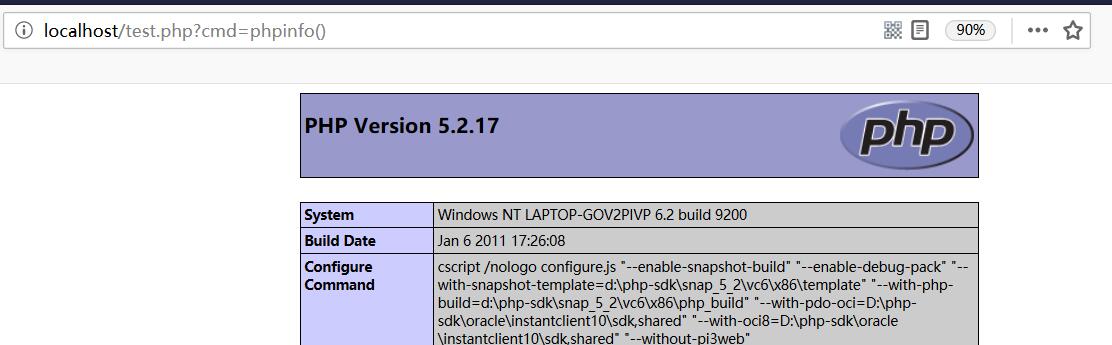 localhost/test.php?cmd=phpinfo()
90%
PHP Version 5.2.17
php
System
Windows NT LAPTOP-GOV2PIVP 6.2 build 9200
Build Date
Jan 6 2011 17:26:08
Configure
Command
cscript /nologo configure.js "--enable-snapshot-build" "--enable-debug-pack" "--
with-snapshot-template=d:\php-sdk\snap_5_2\vc6\x86\template" "--with-php-
build=d:\php-sdk\snap_5_2\vc6\x86\php_build" "--with-pdo-oci=D:\php-
sdk\oracle\instantclient10\sdk,shared" "--with-oci8=D:\php-sdk\oracle
\instantclient10\sdk,shared" "--without-pi3web"